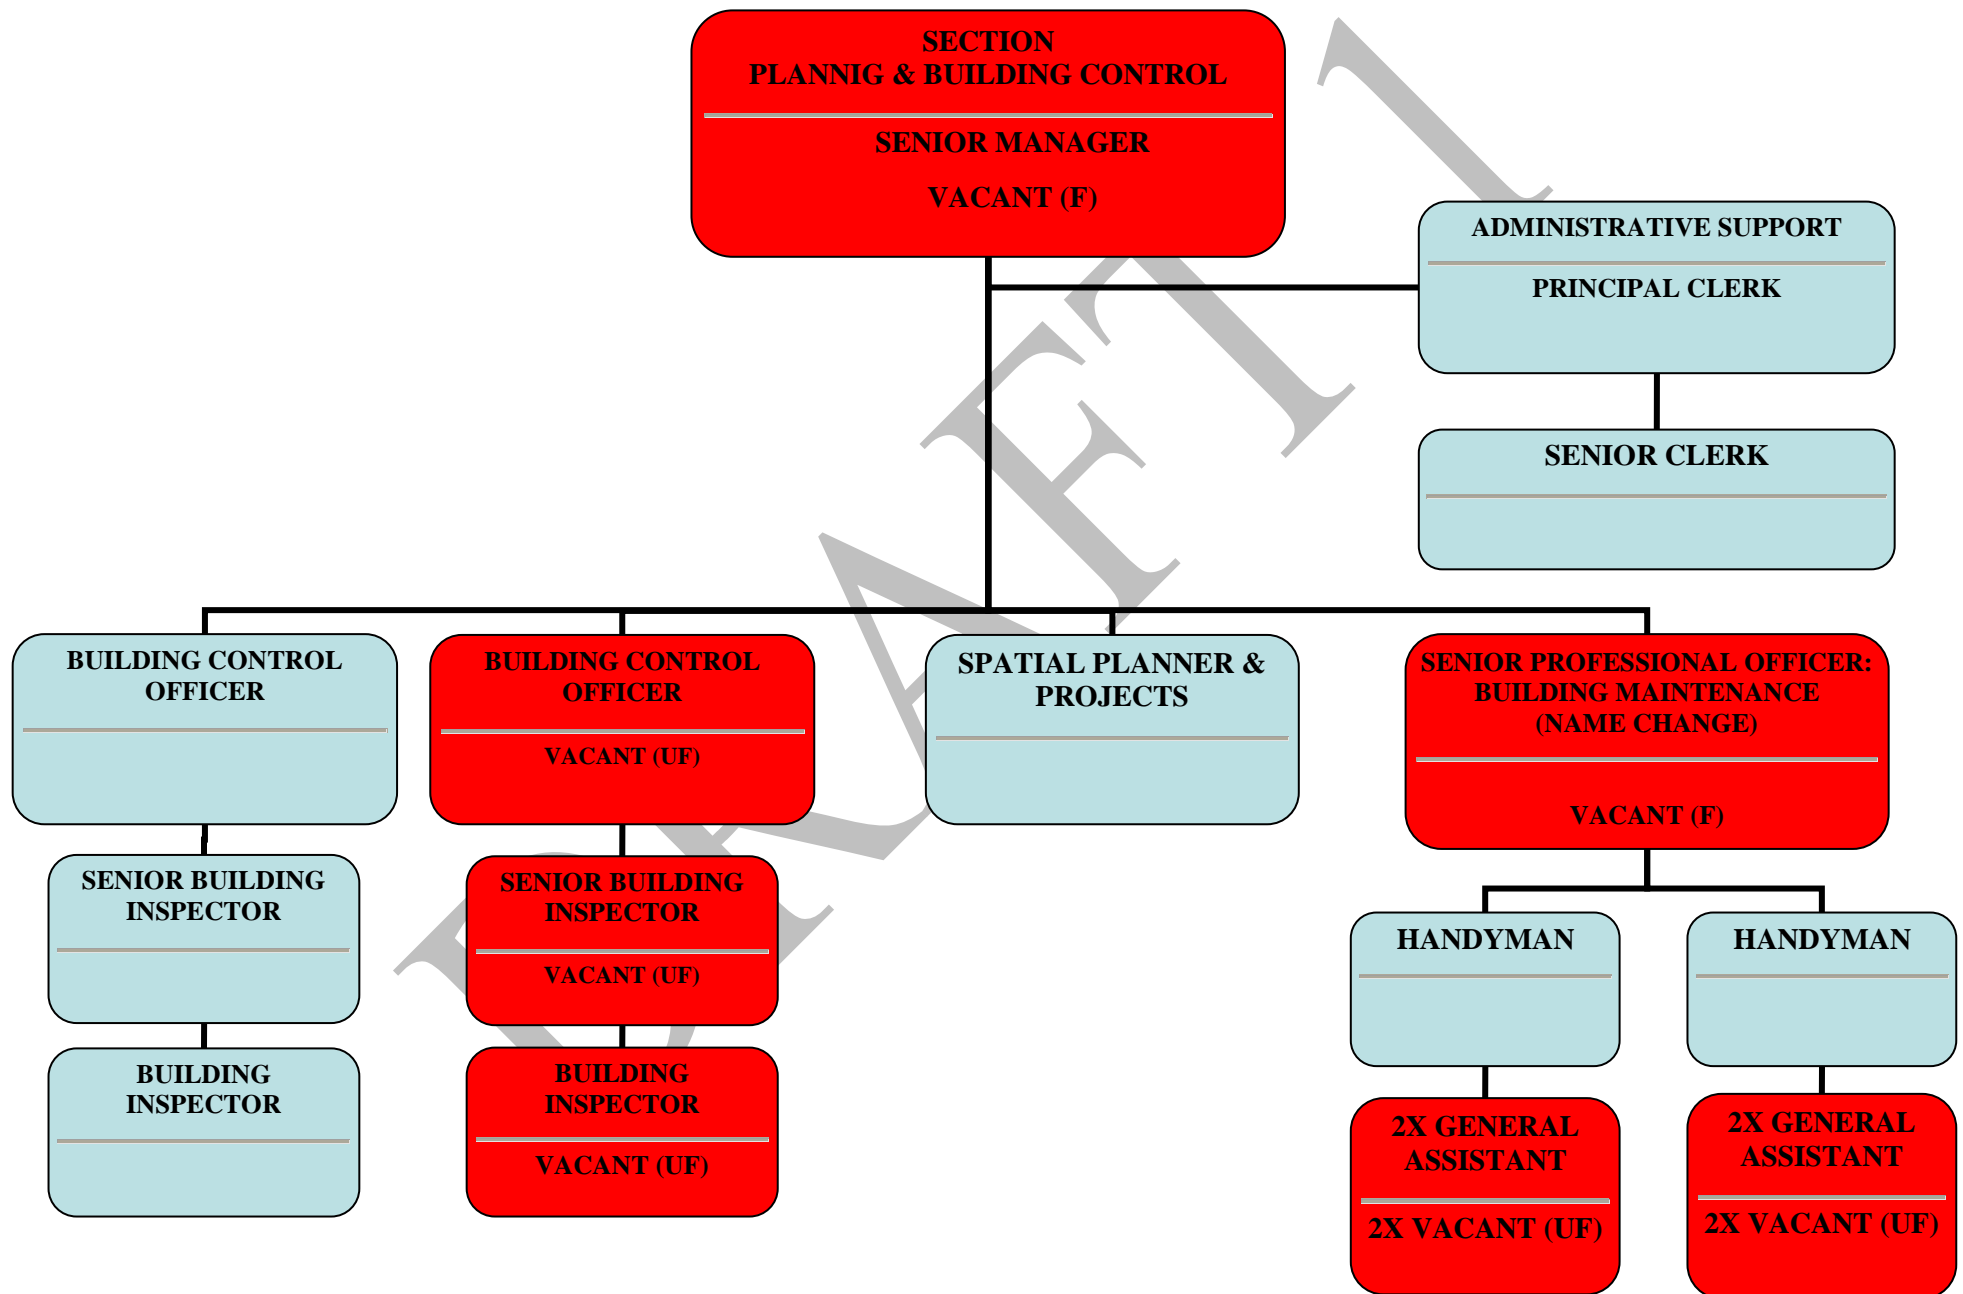 SECTION
PLANNIG & BUILDING CONTROL
SENIOR MANAGER
VACANT (F)
ADMINISTRATIVE SUPPORT
PRINCIPAL CLERK
SENIOR CLERK
BUILDING CONTROL
OFFICER
BUILDING CONTROL
OFFICER
VACANT (UF)
SPATIAL PLANNER &
PROJECTS
SENIOR PROFESSIONAL OFFICER:
BUILDING MAINTENANCE
(NAME CHANGE)
VACANT (F)
SENIOR BUILDING
INSPECTOR
SENIOR BUILDING
INSPECTOR
VACANT (UF)
HANDYMAN
HANDYMAN
BUILDING
INSPECTOR
BUILDING
INSPECTOR
VACANT (UF)
2X GENERAL
ASSISTANT
2X VACANT (UF)
2X GENERAL
ASSISTANT
2X VACANT (UF)
DRAFT 1